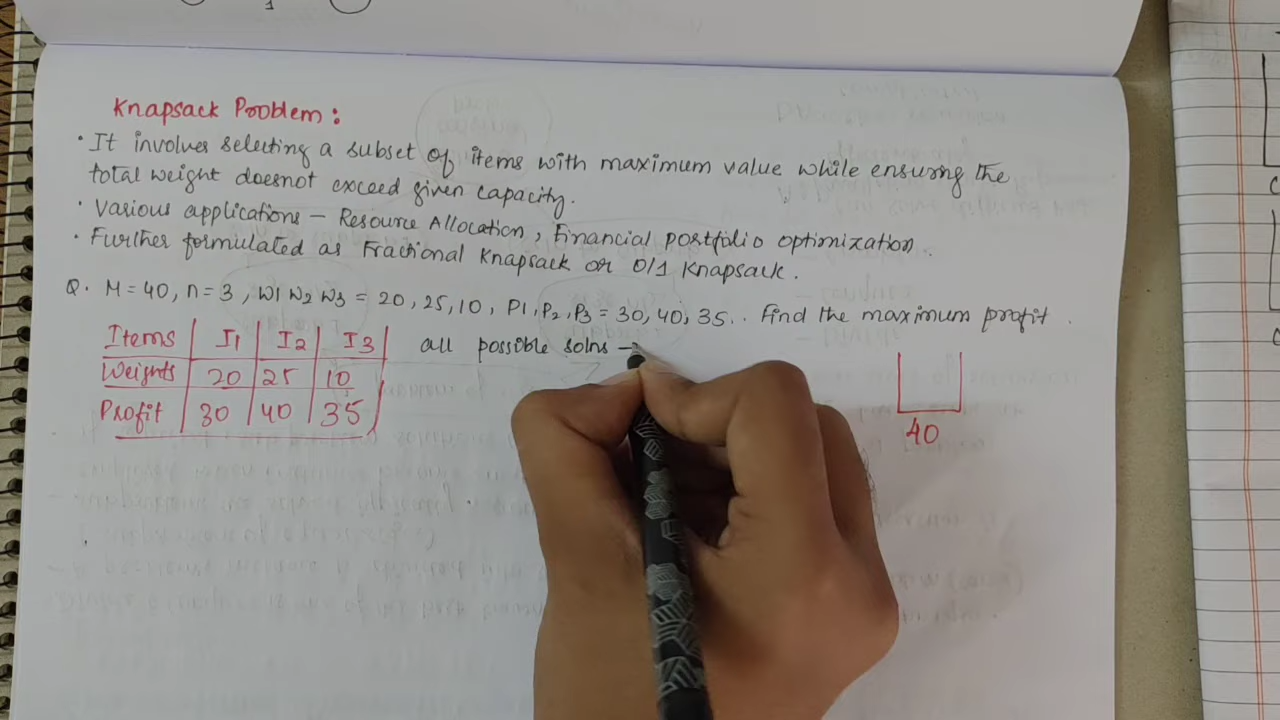 Knapsack Problem:
• It involves selecting a subset of items with maximum value while ensuring the
total weight doesnot exceed given capacity.
• Various applications – Resource Allocation, Financial portfolio optimization.
• Further formulated as Fractional Knapsack or 0/1 Knapsack.
Q. M = 40, n = 3, W1 W2 W3 = 20, 25, 10, P1, P2, P3 = 30, 40, 35.. Find the maximum profit.
Items I1 I2 I3 all possible solns →
Weights 20 25 10
Profit 30 40 35
40